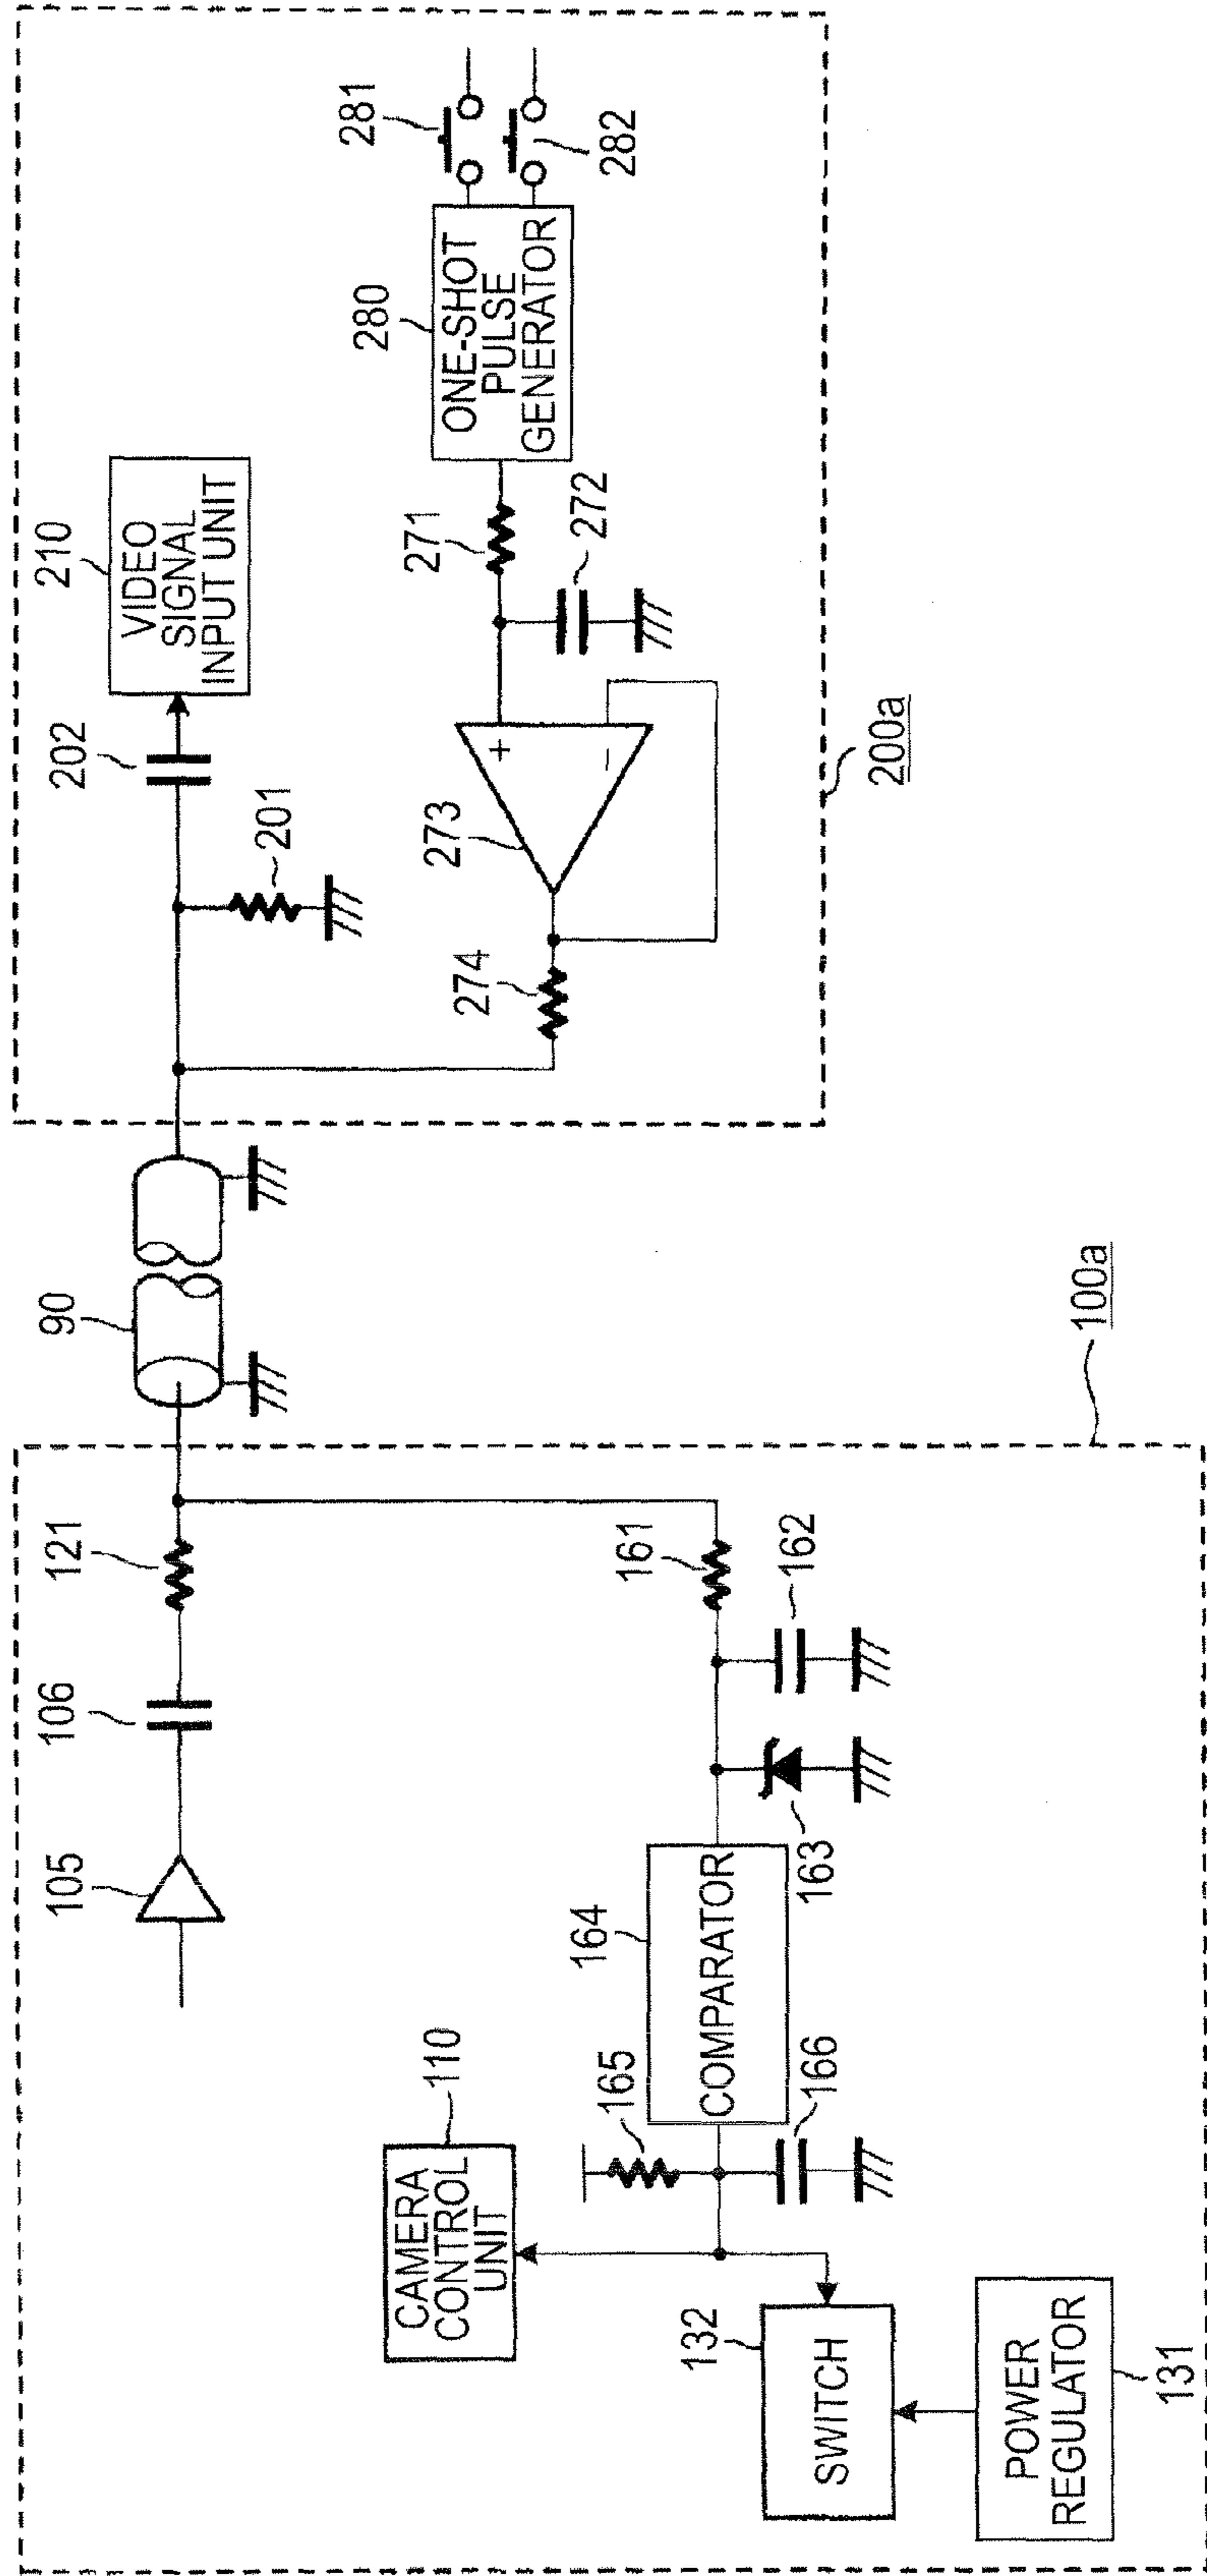 100a
105
106
121
110
CAMERA
CONTROL
UNIT
165
164
COMPARATOR
166
163
161
162
132
SWITCH
POWER
REGULATOR
131
90
200a
202
210
VIDEO
SIGNAL
INPUT UNIT
201
274
273
+
−
271
272
280
ONE-SHOT
PULSE
GENERATOR
281
282